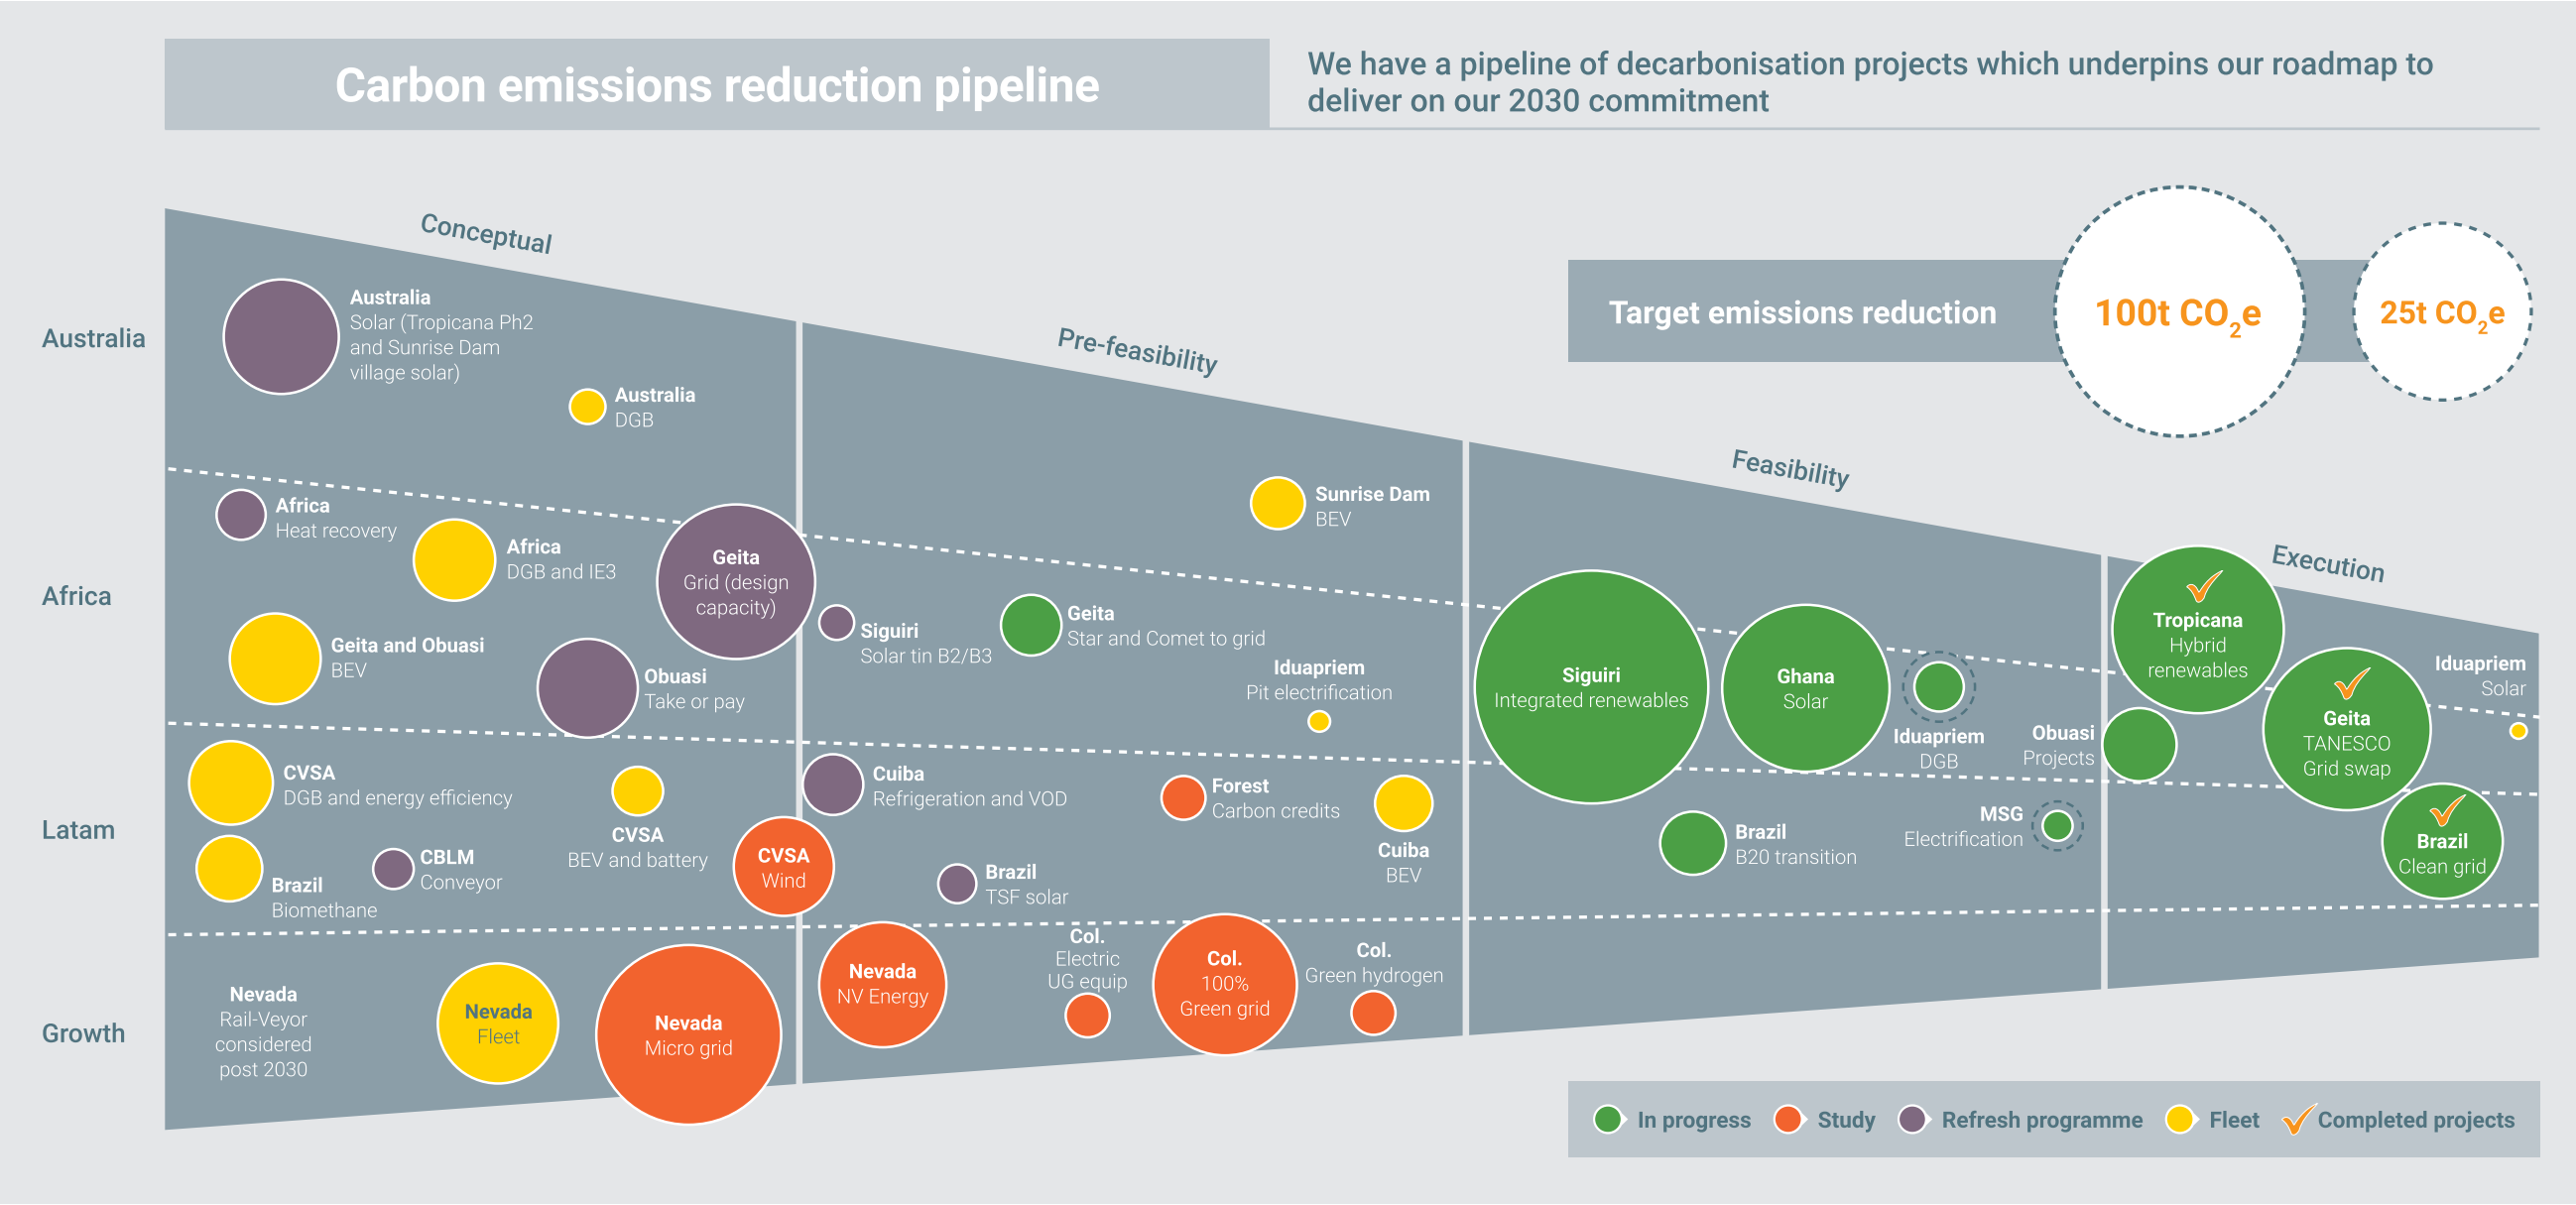 Carbon emissions reduction pipeline
We have a pipeline of decarbonisation projects which underpins our roadmap to
deliver on our 2030 commitment
Conceptual
Pre-feasibility
Feasibility
Execution
Target emissions reduction
100t CO₂e
25t CO₂e
Australia
Australia
Solar (Tropicana Ph2
and Sunrise Dam
village solar)
Australia
DGB
Sunrise Dam
BEV
Tropicana
Hybrid
renewables
Africa
Africa
Heat recovery
Africa
DGB and IE3
Geita
Grid (design
capacity)
Geita and Obuasi
BEV
Obuasi
Take or pay
Siguiri
Solar tin B2/B3
Geita
Star and Comet to grid
Iduapriem
Pit electrification
Siguiri
Integrated renewables
Ghana
Solar
Iduapriem
DGB
Obuasi
Projects
Geita
TANESCO
Grid swap
Iduapriem
Solar
Latam
CVSA
DGB and energy efficiency
Brazil
Biomethane
CBLM
Conveyor
CVSA
BEV and battery
CVSA
Wind
Cuiba
Refrigeration and VOD
Brazil
TSF solar
Forest
Carbon credits
Cuiba
BEV
Brazil
B20 transition
MSG
Electrification
Brazil
Clean grid
Growth
Nevada
Rail-Veyor
considered
post 2030
Nevada
Fleet
Nevada
Micro grid
Nevada
NV Energy
Col.
Electric
UG equip
Col.
100%
Green grid
Col.
Green hydrogen
In progress
Study
Refresh programme
Fleet
Completed projects